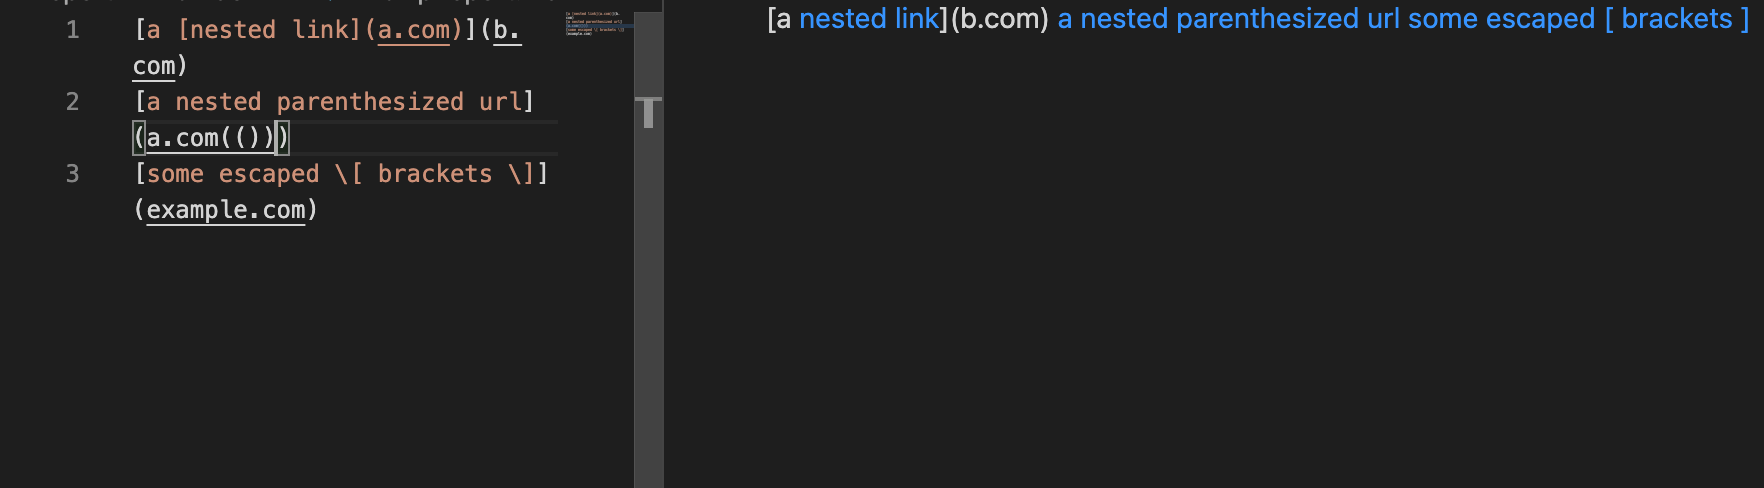 1 [a [nested link](a.com)](b.
com)
2 [a nested parenthesized url]
(a.com(()))
3 [some escaped \[ brackets \]]
(example.com)
[a nested link](b.com) a nested parenthesized url some escaped [ brackets ]